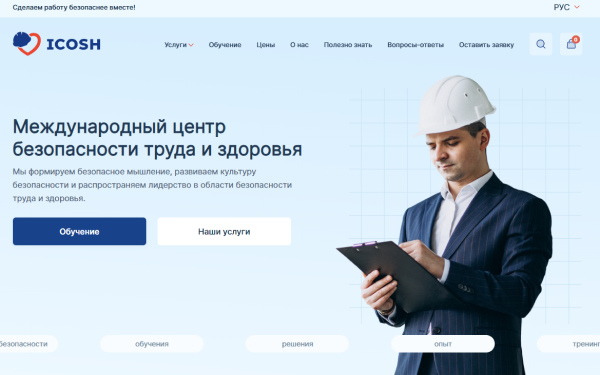 Сделаем работу безопаснее вместе!
РУС
ICOSH
Услуги
Обучение
Цены
О нас
Полезно знать
Вопросы-ответы
Оставить заявку
0
Международный центр
безопасности труда и здоровья
Мы формируем безопасное мышление, развиваем культуру
безопасности и распространяем лидерство в области безопасности
труда и здоровья.
Обучение
Наши услуги
безопасности
обучения
решения
опыт
тренинг